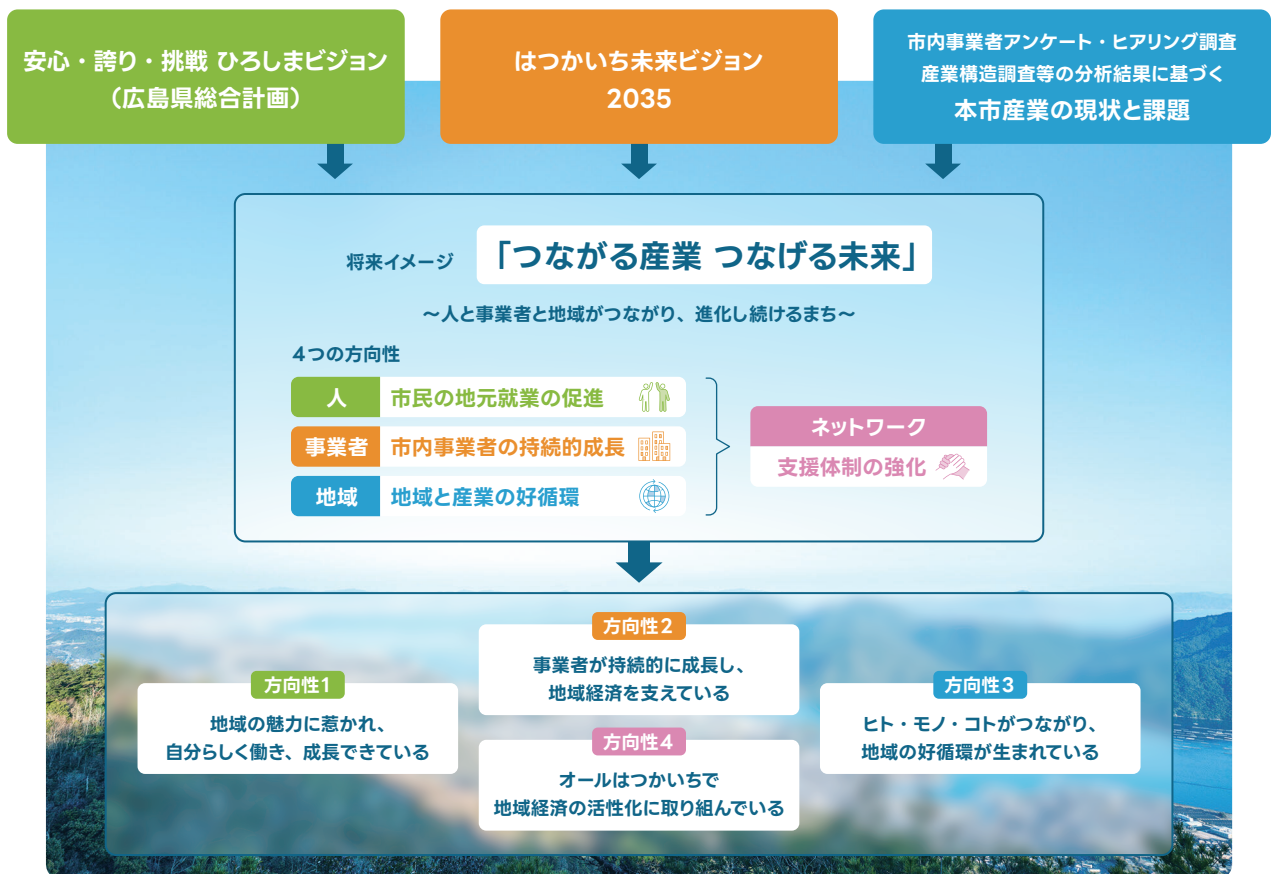 安心・誇り・挑戦 ひろしまビジョン
（広島県総合計画）
はつかいち未来ビジョン
2035
市内事業者アンケート・ヒアリング調査
産業構造調査等の分析結果に基づく
本市産業の現状と課題
将来イメージ 「つながる産業 つなげる未来」
～人と事業者と地域がつながり、進化し続けるまち～
4つの方向性
人 市民の地元就業の促進
事業者 市内事業者の持続的成長
地域 地域と産業の好循環
ネットワーク
支援体制の強化
方向性1
地域の魅力に惹かれ、
自分らしく働き、成長できている
方向性2
事業者が持続的に成長し、
地域経済を支えている
方向性3
ヒト・モノ・コトがつながり、
地域の好循環が生まれている
方向性4
オールはつかいちで
地域経済の活性化に取り組んでいる